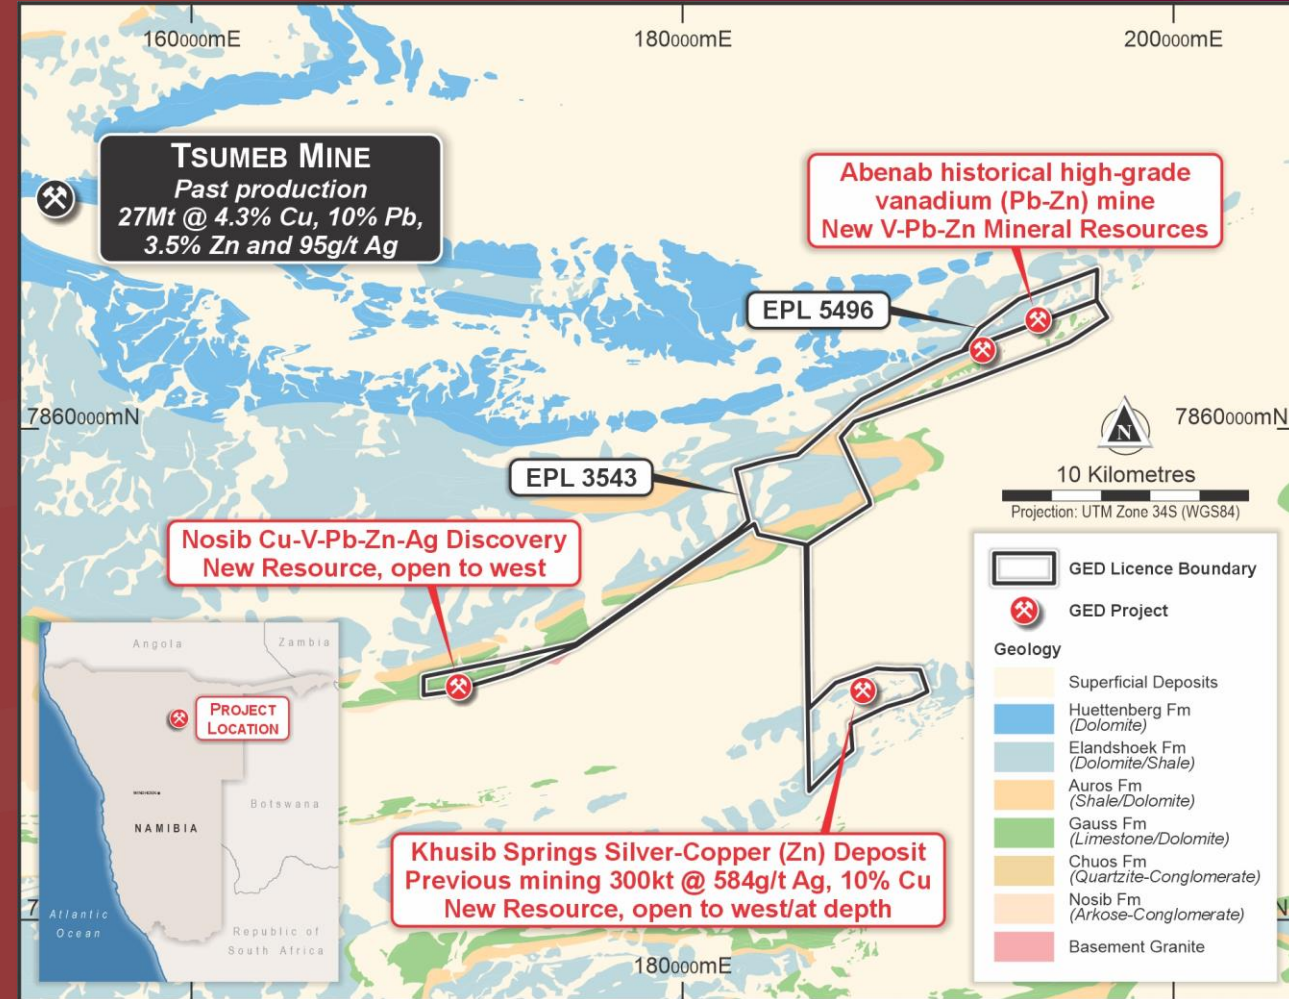 160000mE
180000mE
200000mE
TSUMEB MINE
Past production
27Mt @ 4.3% Cu, 10% Pb,
3.5% Zn and 95g/t Ag
Abenab historical high-grade
vanadium (Pb-Zn) mine
New V-Pb-Zn Mineral Resources
EPL 5496
7860000mN
7860000mN
N
10 Kilometres
Projection: UTM Zone 34S (WGS84)
EPL 3543
Nosib Cu-V-Pb-Zn-Ag Discovery
New Resource, open to west
GED Licence Boundary
GED Project
Geology
Superficial Deposits
Huettenberg Fm
(Dolomite)
Elandshoek Fm
(Dolomite/Shale)
Auros Fm
(Shale/Dolomite)
Gauss Fm
(Limestone/Dolomite)
Chuos Fm
(Quartzite-Conglomerate)
Nosib Fm
(Arkose-Conglomerate)
Basement Granite
Angola
Zambia
PROJECT
LOCATION
Botswana
NAMIBIA
Atlantic
Ocean
Republic of
South Africa
Khusib Springs Silver-Copper (Zn) Deposit
Previous mining 300kt @ 584g/t Ag, 10% Cu
New Resource, open to west/at depth
7
N
180000mE